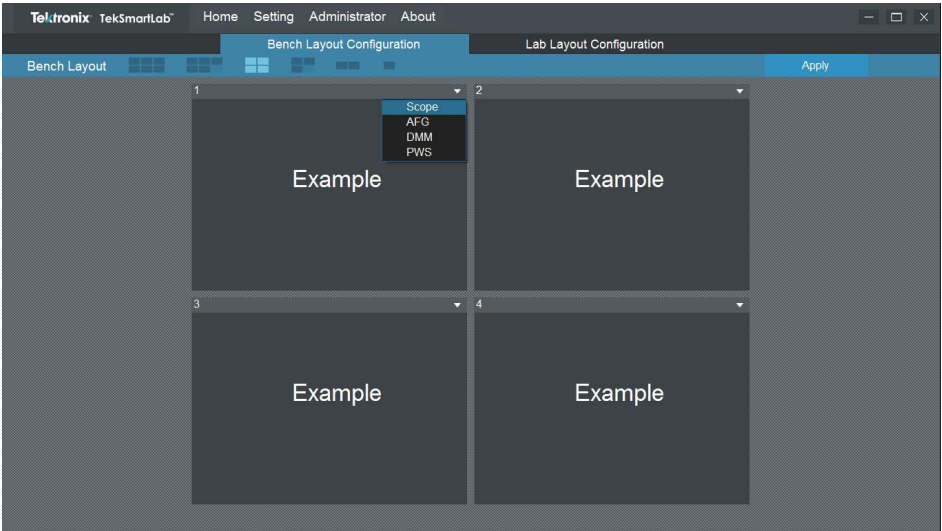 Tektronix TekSmartLab™ Home Setting Administrator About
Bench Layout Configuration Lab Layout Configuration
Bench Layout Apply
1 2
Scope
AFG
DMM
PWS
Example Example
3 4
Example Example